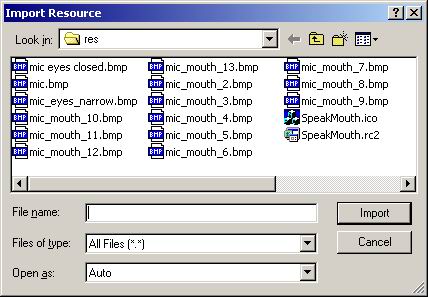 Import Resource
Look in: res
mic eyes closed.bmp
mic.bmp
mic_eyes_narrow.bmp
mic_mouth_10.bmp
mic_mouth_11.bmp
mic_mouth_12.bmp
mic_mouth_13.bmp
mic_mouth_2.bmp
mic_mouth_3.bmp
mic_mouth_4.bmp
mic_mouth_5.bmp
mic_mouth_6.bmp
mic_mouth_7.bmp
mic_mouth_8.bmp
mic_mouth_9.bmp
SpeakMouth.ico
SpeakMouth.rc2
File name: Import
Files of type: All Files (*.*) Cancel
Open as: Auto